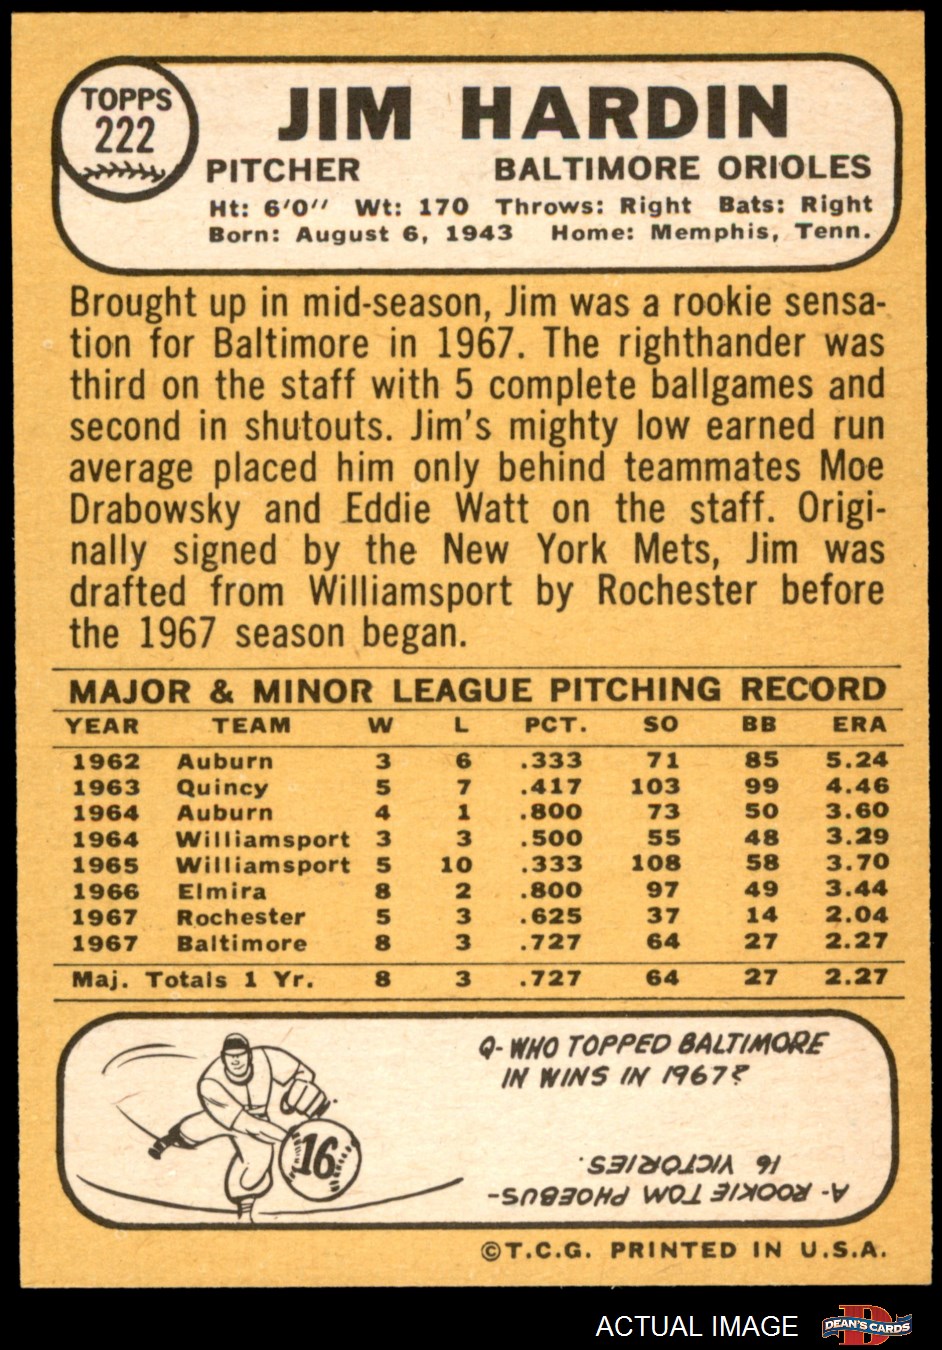 TOPPS
222
JIM HARDIN
PITCHER BALTIMORE ORIOLES
Ht: 6'0" Wt: 170 Throws: Right Bats: Right
Born: August 6, 1943 Home: Memphis, Tenn.
Brought up in mid-season, Jim was a rookie sensa-
tion for Baltimore in 1967. The righthander was
third on the staff with 5 complete ballgames and
second in shutouts. Jim's mighty low earned run
average placed him only behind teammates Moe
Drabowsky and Eddie Watt on the staff. Origi-
nally signed by the New York Mets, Jim was
drafted from Williamsport by Rochester before
the 1967 season began.
MAJOR & MINOR LEAGUE PITCHING RECORD
YEAR TEAM W L PCT. SO BB ERA
1962 Auburn 3 6 .333 71 85 5.24
1963 Quincy 5 7 .417 103 99 4.46
1964 Auburn 4 1 .800 73 50 3.60
1964 Williamsport 3 3 .500 55 48 3.29
1965 Williamsport 5 10 .333 108 58 3.70
1966 Elmira 8 2 .800 97 49 3.44
1967 Rochester 5 3 .625 37 14 2.04
1967 Baltimore 8 3 .727 64 27 2.27
Maj. Totals 1 Yr. 8 3 .727 64 27 2.27
Q- WHO TOPPED BALTIMORE
IN WINS IN 1967?
16
A- ROOKIE TOM PHOEBUS-
16 VICTORIES.
©T.C.G. PRINTED IN U.S.A.
ACTUAL IMAGE
D
DEAN'S CARDS